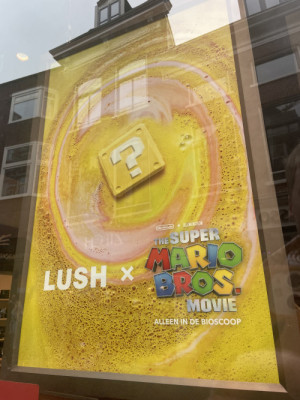 ?
LUSH ×
THE SUPER
MARIO
BROS.
MOVIE
ALLEEN IN DE BIOSCOOP